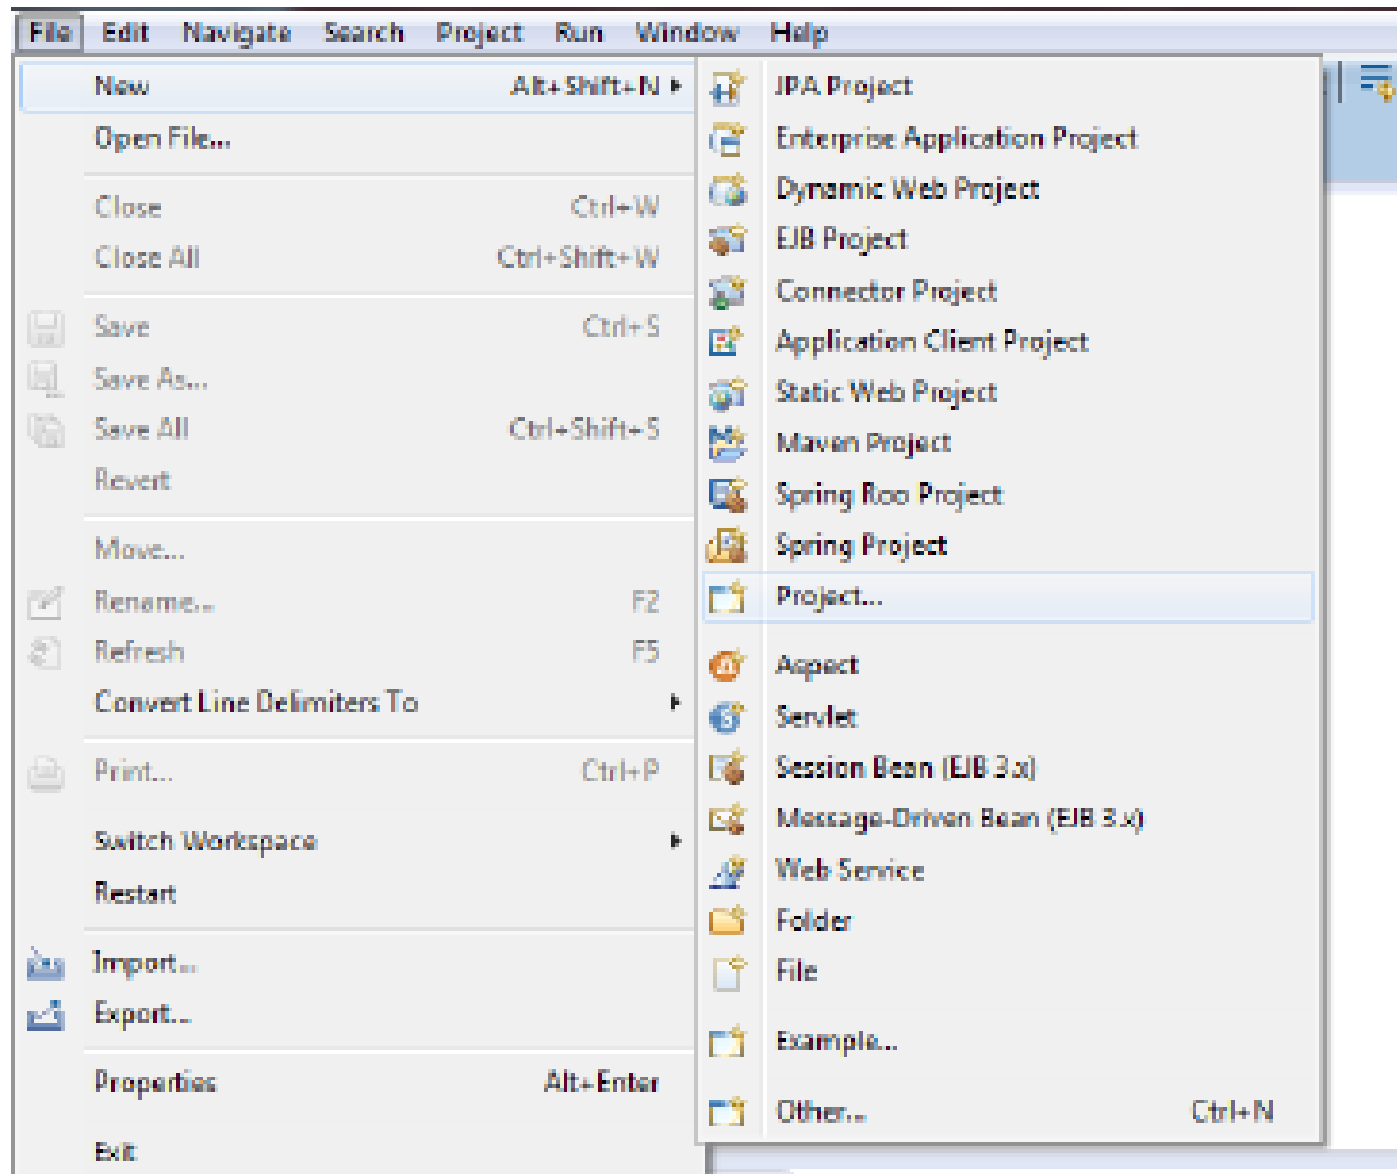 File Edit Navigate Search Project Run Window Help
New Alt+Shift+N
Open File...
Close Ctrl+W
Close All Ctrl+Shift+W
Save Ctrl+S
Save As...
Save All Ctrl+Shift+S
Revert
Move...
Rename... F2
Refresh F5
Convert Line Delimiters To
Print... Ctrl+P
Switch Workspace
Restart
Import...
Export...
Properties Alt+Enter
Exit
JPA Project
Enterprise Application Project
Dynamic Web Project
EJB Project
Connector Project
Application Client Project
Static Web Project
Maven Project
Spring Roo Project
Spring Project
Project...
Aspect
Servlet
Session Bean (EJB 3.x)
Message-Driven Bean (EJB 3.x)
Web Service
Folder
File
Example...
Other... Ctrl+N